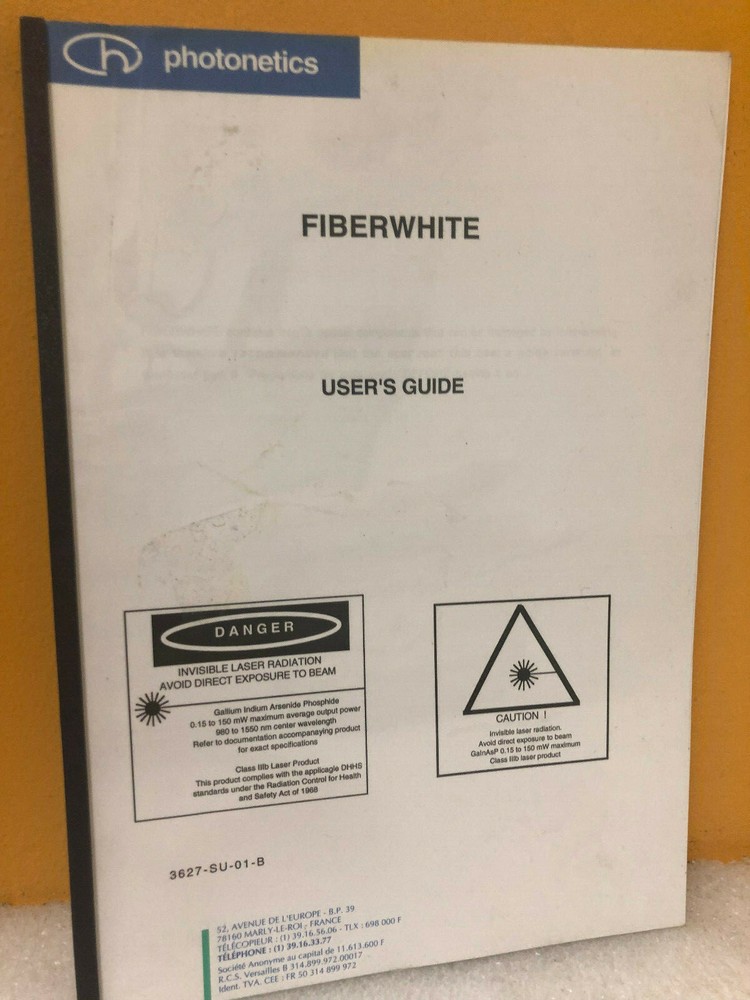 photonetics
FIBERWHITE
USER'S GUIDE
DANGER
INVISIBLE LASER RADIATION
AVOID DIRECT EXPOSURE TO BEAM
Gallium Indium Arsenide Phosphide
0.15 to 150 mW maximum average output power
980 to 1550 nm center wavelength
Refer to documentation accompanaying product
for exact specifications
Class IIIb Laser Product
This product complies with the applicagle DHHS
standards under the Radiation Control for Health
and Safety Act of 1968
CAUTION !
Invisible laser radiation.
Avoid direct exposure to beam
GaInAsP 0.15 to 150 mW maximum
Class IIIb laser product
3627-SU-01-B
52, AVENUE DE L'EUROPE - B.P. 39
78160 MARLY-LE-ROI - FRANCE
TÉLÉCOPIEUR : (1) 39.16.56.06 - TLX : 698 000 F
TÉLÉPHONE : (1) 39.16.33.77
Société Anonyme au capital de 11.613.600 F
R.C.S. Versailles B 314.899.972.00017
Ident. TVA. CEE : FR 50 314 899 972